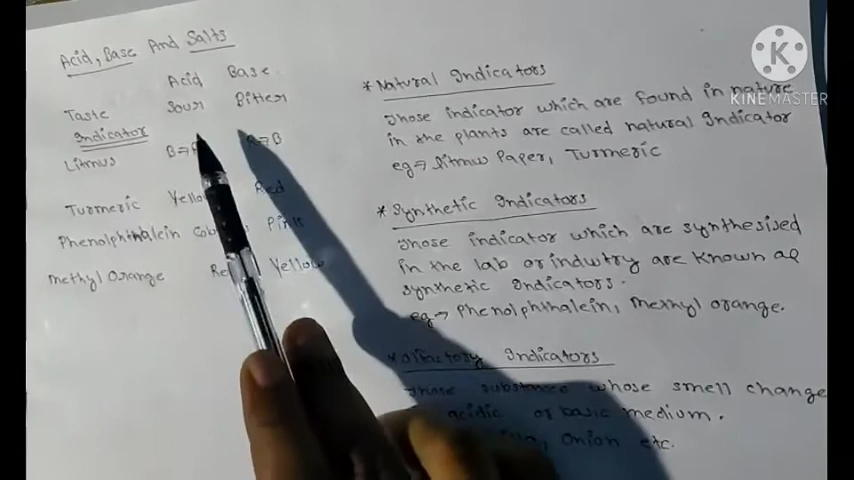 Acid, Base And Salts
Acid Base
Taste Sour Bitter
Indicator
Litmus B→ B
Turmeric Yellow Red
Phenolphthalein Pink
Methyl Orange Yellow
*Natural Indicators
Those indicator which are found in nature
in the plants are called natural Indicator
eg→ litmus Paper, Turmeric
*Synthetic Indicators
Those indicator which are synthesised
in the lab or industry are known as
synthetic Indicators.
eg→ Phenolphthalein, Methyl orange.
*Olfactory Indicators
Those substance whose smell change
acidic or basic medium.
Onion etc.
KINEMASTER